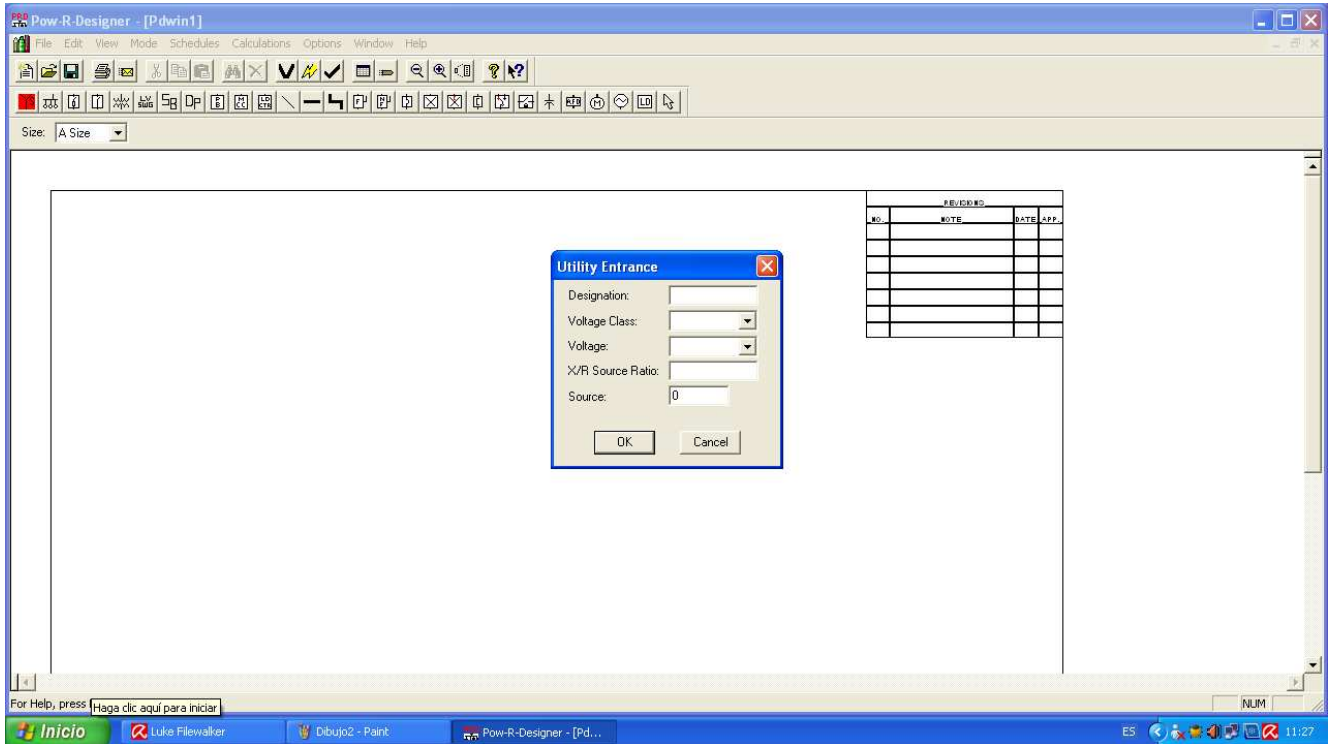 Pow-R-Designer - [Pdwin1]
File Edit View Mode Schedules Calculations Options Window Help
Size: A Size
REVISIONS
NO. NOTE DATE APP.
Utility Entrance
Designation:
Voltage Class:
Voltage:
X/R Source Ratio:
Source: 0
OK Cancel
For Help, press
Haga clic aquí para iniciar
NUM
Inicio Luke Filewalker Dibujo2 - Paint Pow-R-Designer - [Pd... ES 11:27